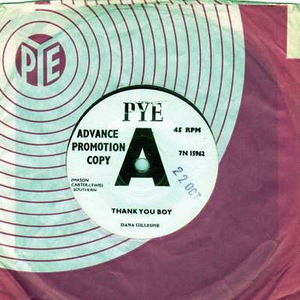 PYE
PYE
ADVANCE
PROMOTION
COPY
45 RPM
7N 15962
A
(MASON
CARTER-LEWIS
SOUTHERN
22 OCT
THANK YOU BOY
DANA GILLESPIE